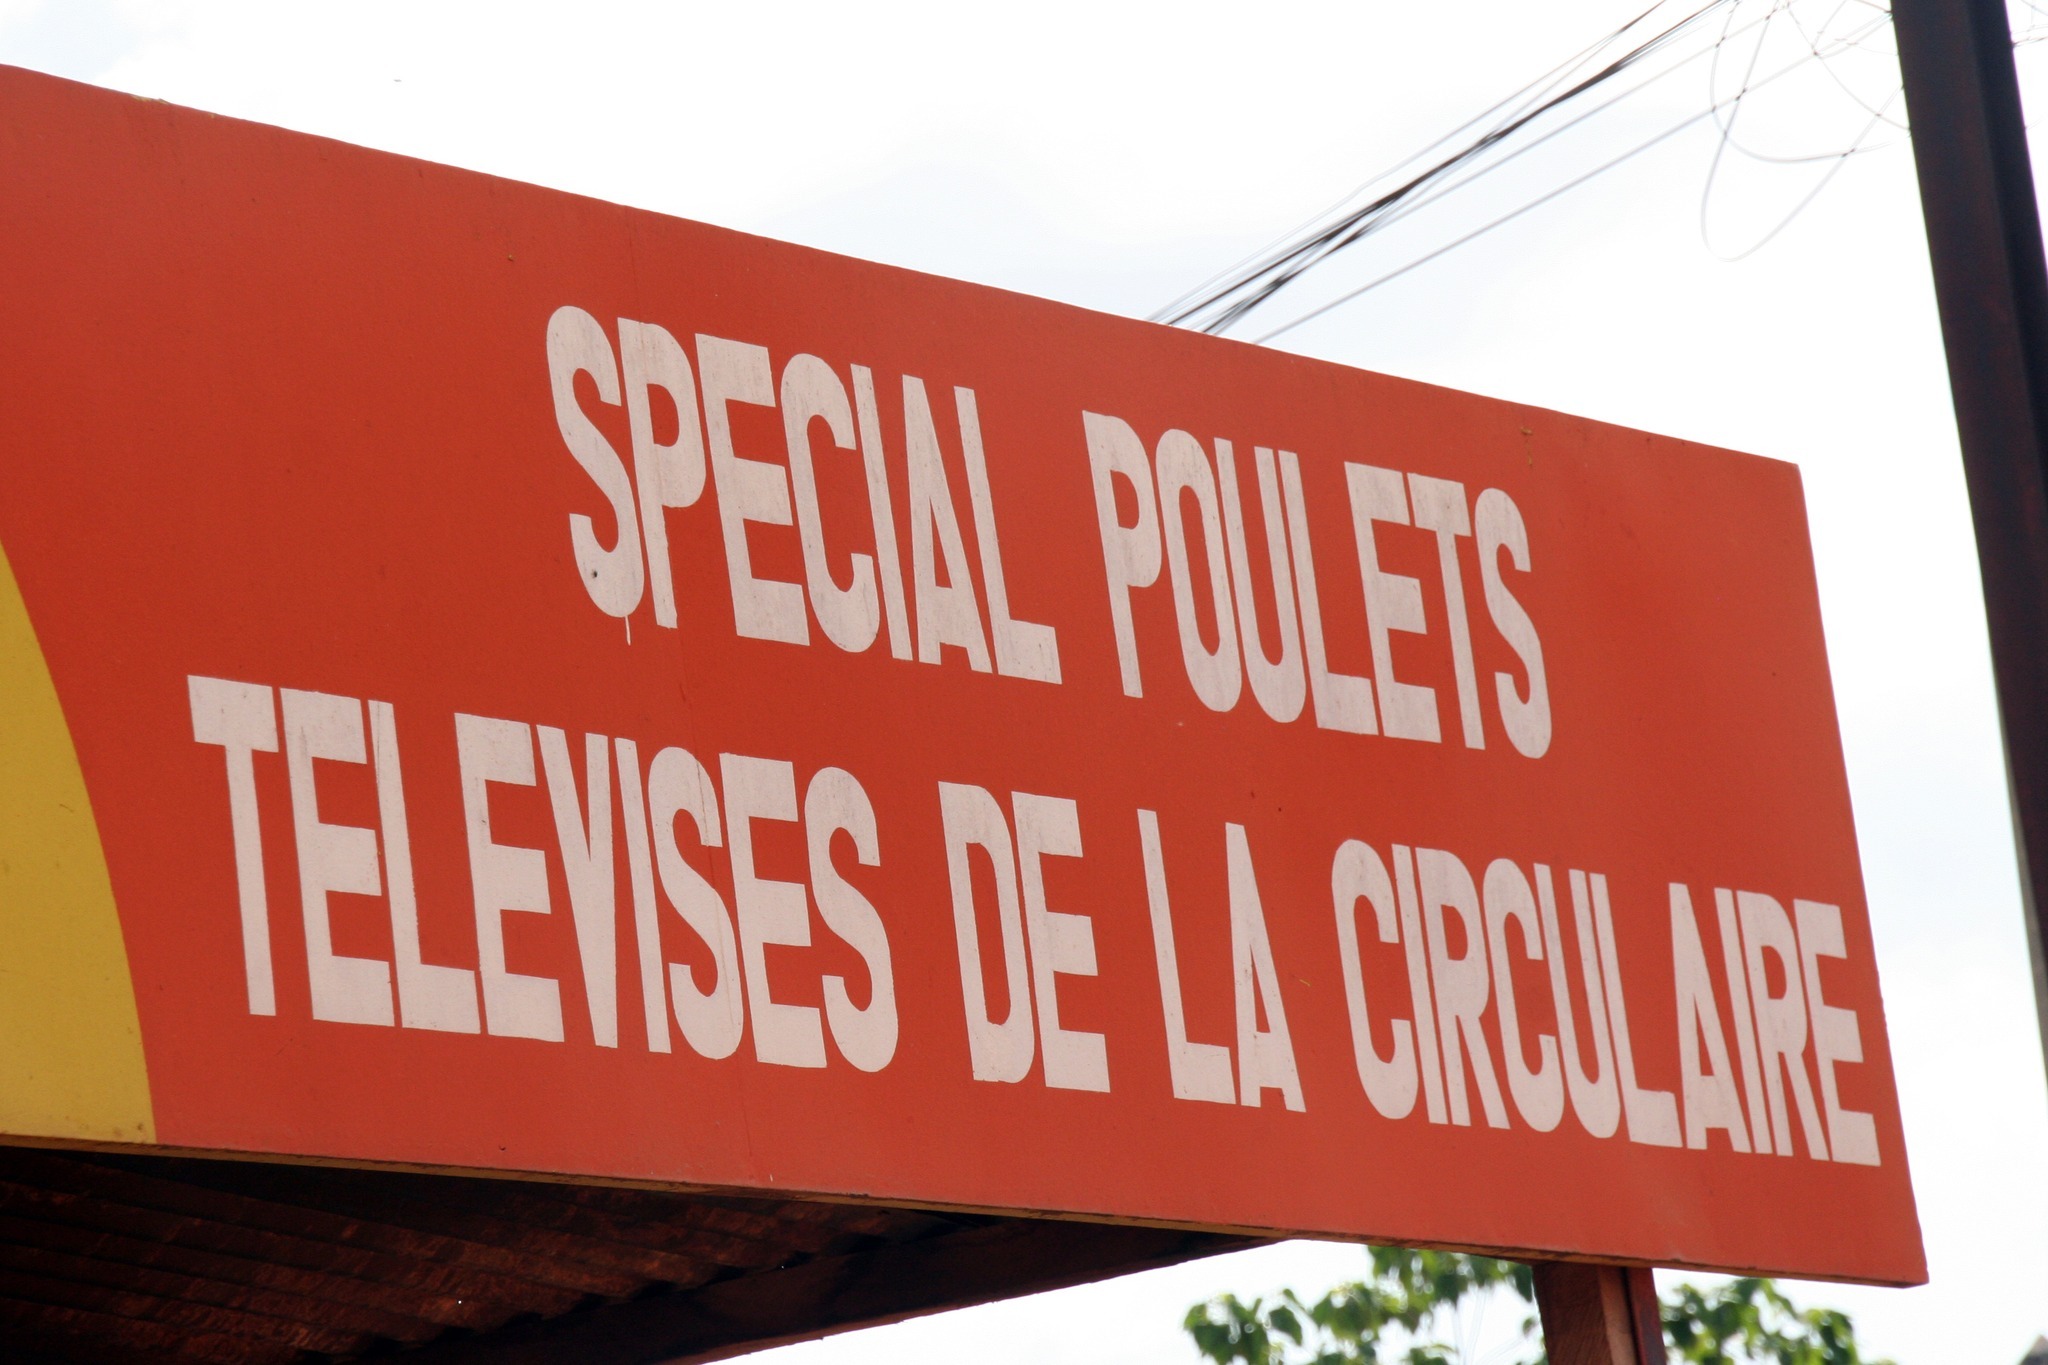 SPECIAL POULETS
TELEVISES DE LA CIRCULAIRE